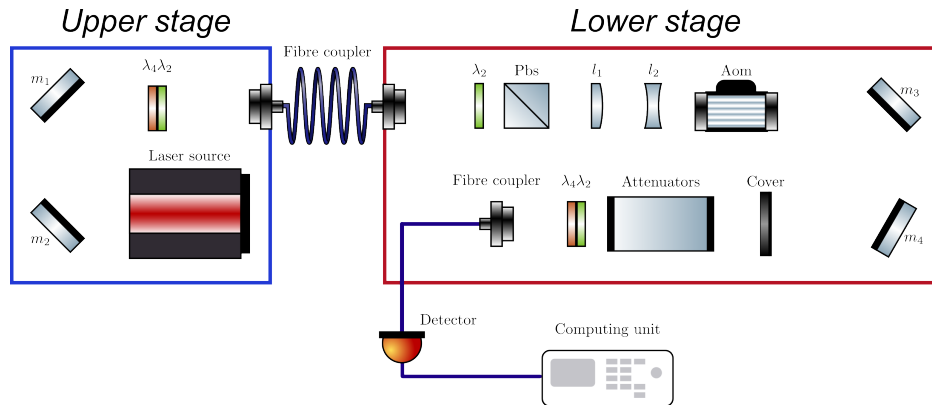 Upper stage
Lower stage
Fibre coupler
m₁
λ₄λ₂
λ₂
Pbs
l₁
l₂
Aom
m₃
Laser source
m₂
Fibre coupler
λ₄λ₂
Attenuators
Cover
m₄
Detector
Computing unit